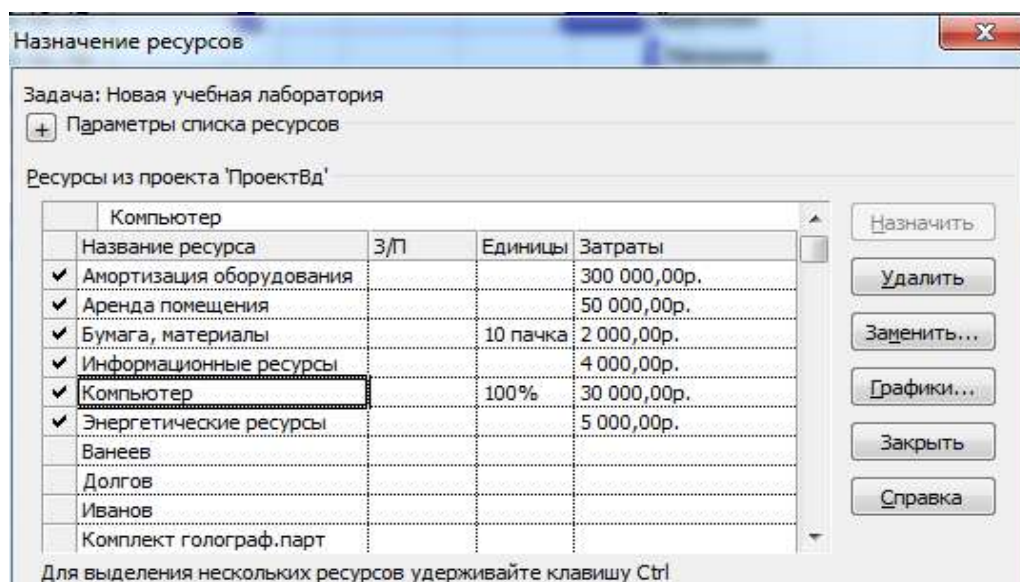 Назначение ресурсов
Задача: Новая учебная лаборатория
+ Параметры списка ресурсов
Ресурсы из проекта 'ПроектВд'
Компьютер
Назначить
Название ресурса З/П Единицы Затраты
✔ Амортизация оборудования 300 000,00р.
Удалить
✔ Аренда помещения 50 000,00р.
✔ Бумага, материалы 10 пачка 2 000,00р.
Заменить...
✔ Информационные ресурсы 4 000,00р.
✔ Компьютер 100% 30 000,00р.
Графики...
✔ Энергетические ресурсы 5 000,00р.
Ванеев
Закрыть
Долгов
Иванов
Справка
Комплект голограф.парт
Для выделения нескольких ресурсов удерживайте клавишу Ctrl